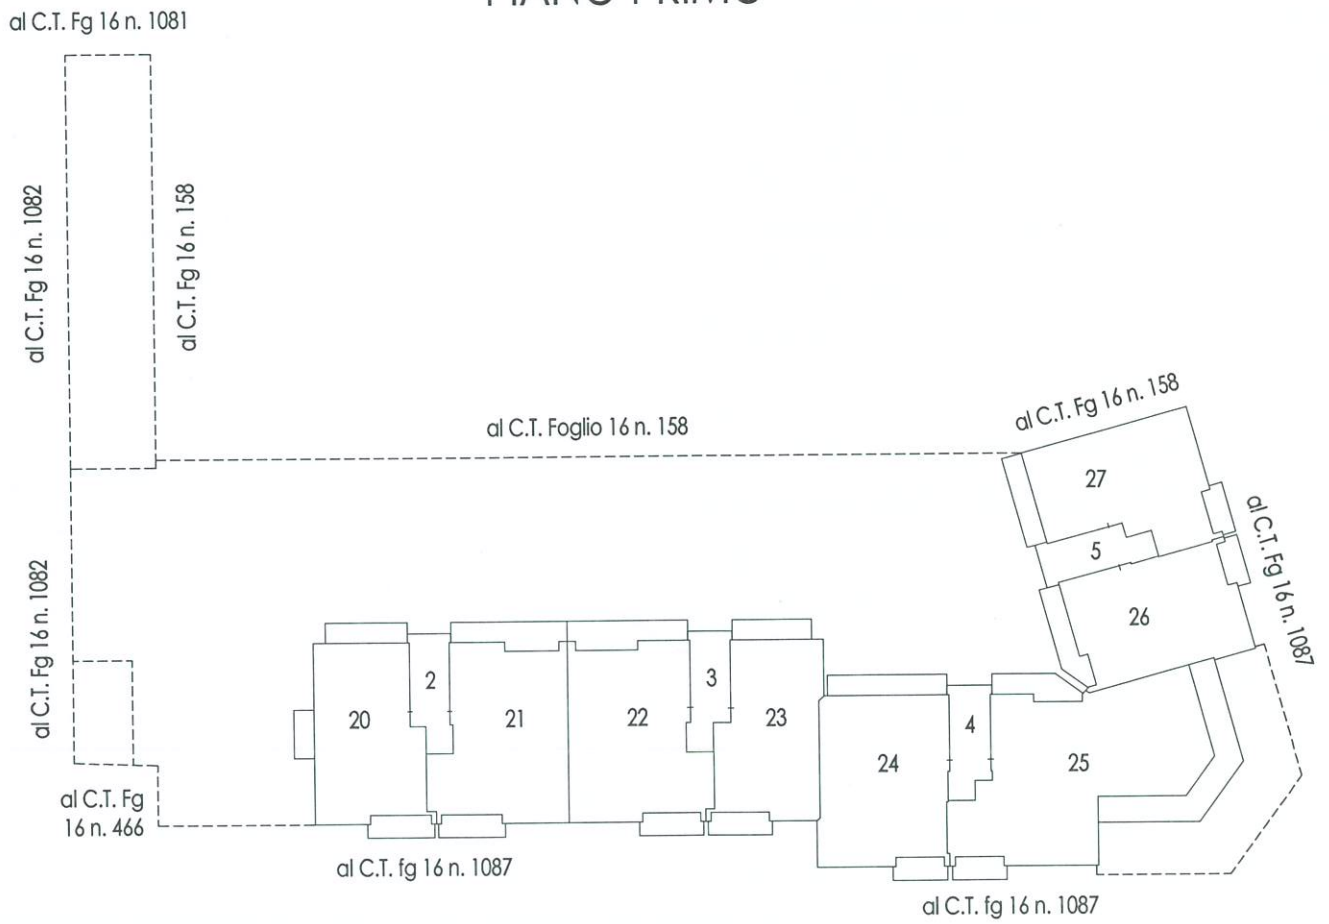 PIANO PRIMO
al C.T. Fg 16 n. 1081
al C.T. Fg 16 n. 1082
al C.T. Fg 16 n. 158
al C.T. Foglio 16 n. 158
al C.T. Fg 16 n. 158
27
5
26
al C.T. Fg 16 n. 1087
al C.T. Fg 16 n. 1082
20
2
21
22
3
23
24
4
25
al C.T. Fg
16 n. 466
al C.T. fg 16 n. 1087
al C.T. fg 16 n. 1087